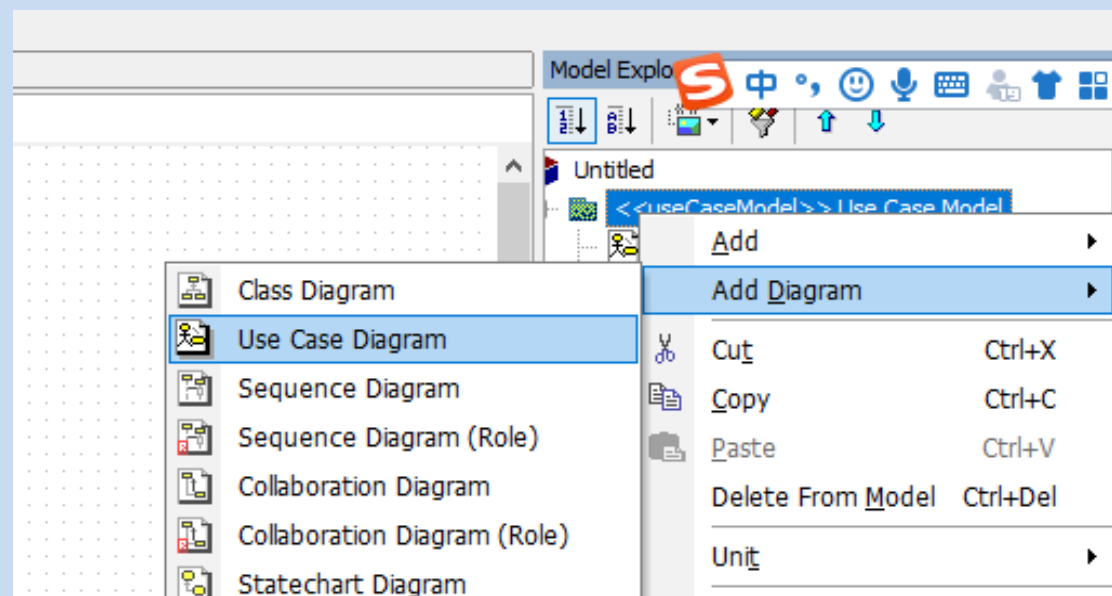 Model Explo
中
Untitled
<<useCaseModel>> Use Case Model
Add
Add Diagram
Class Diagram
Use Case Diagram
Cut Ctrl+X
Sequence Diagram
Copy Ctrl+C
Sequence Diagram (Role)
Paste Ctrl+V
Collaboration Diagram
Delete From Model Ctrl+Del
Collaboration Diagram (Role)
Unit
Statechart Diagram